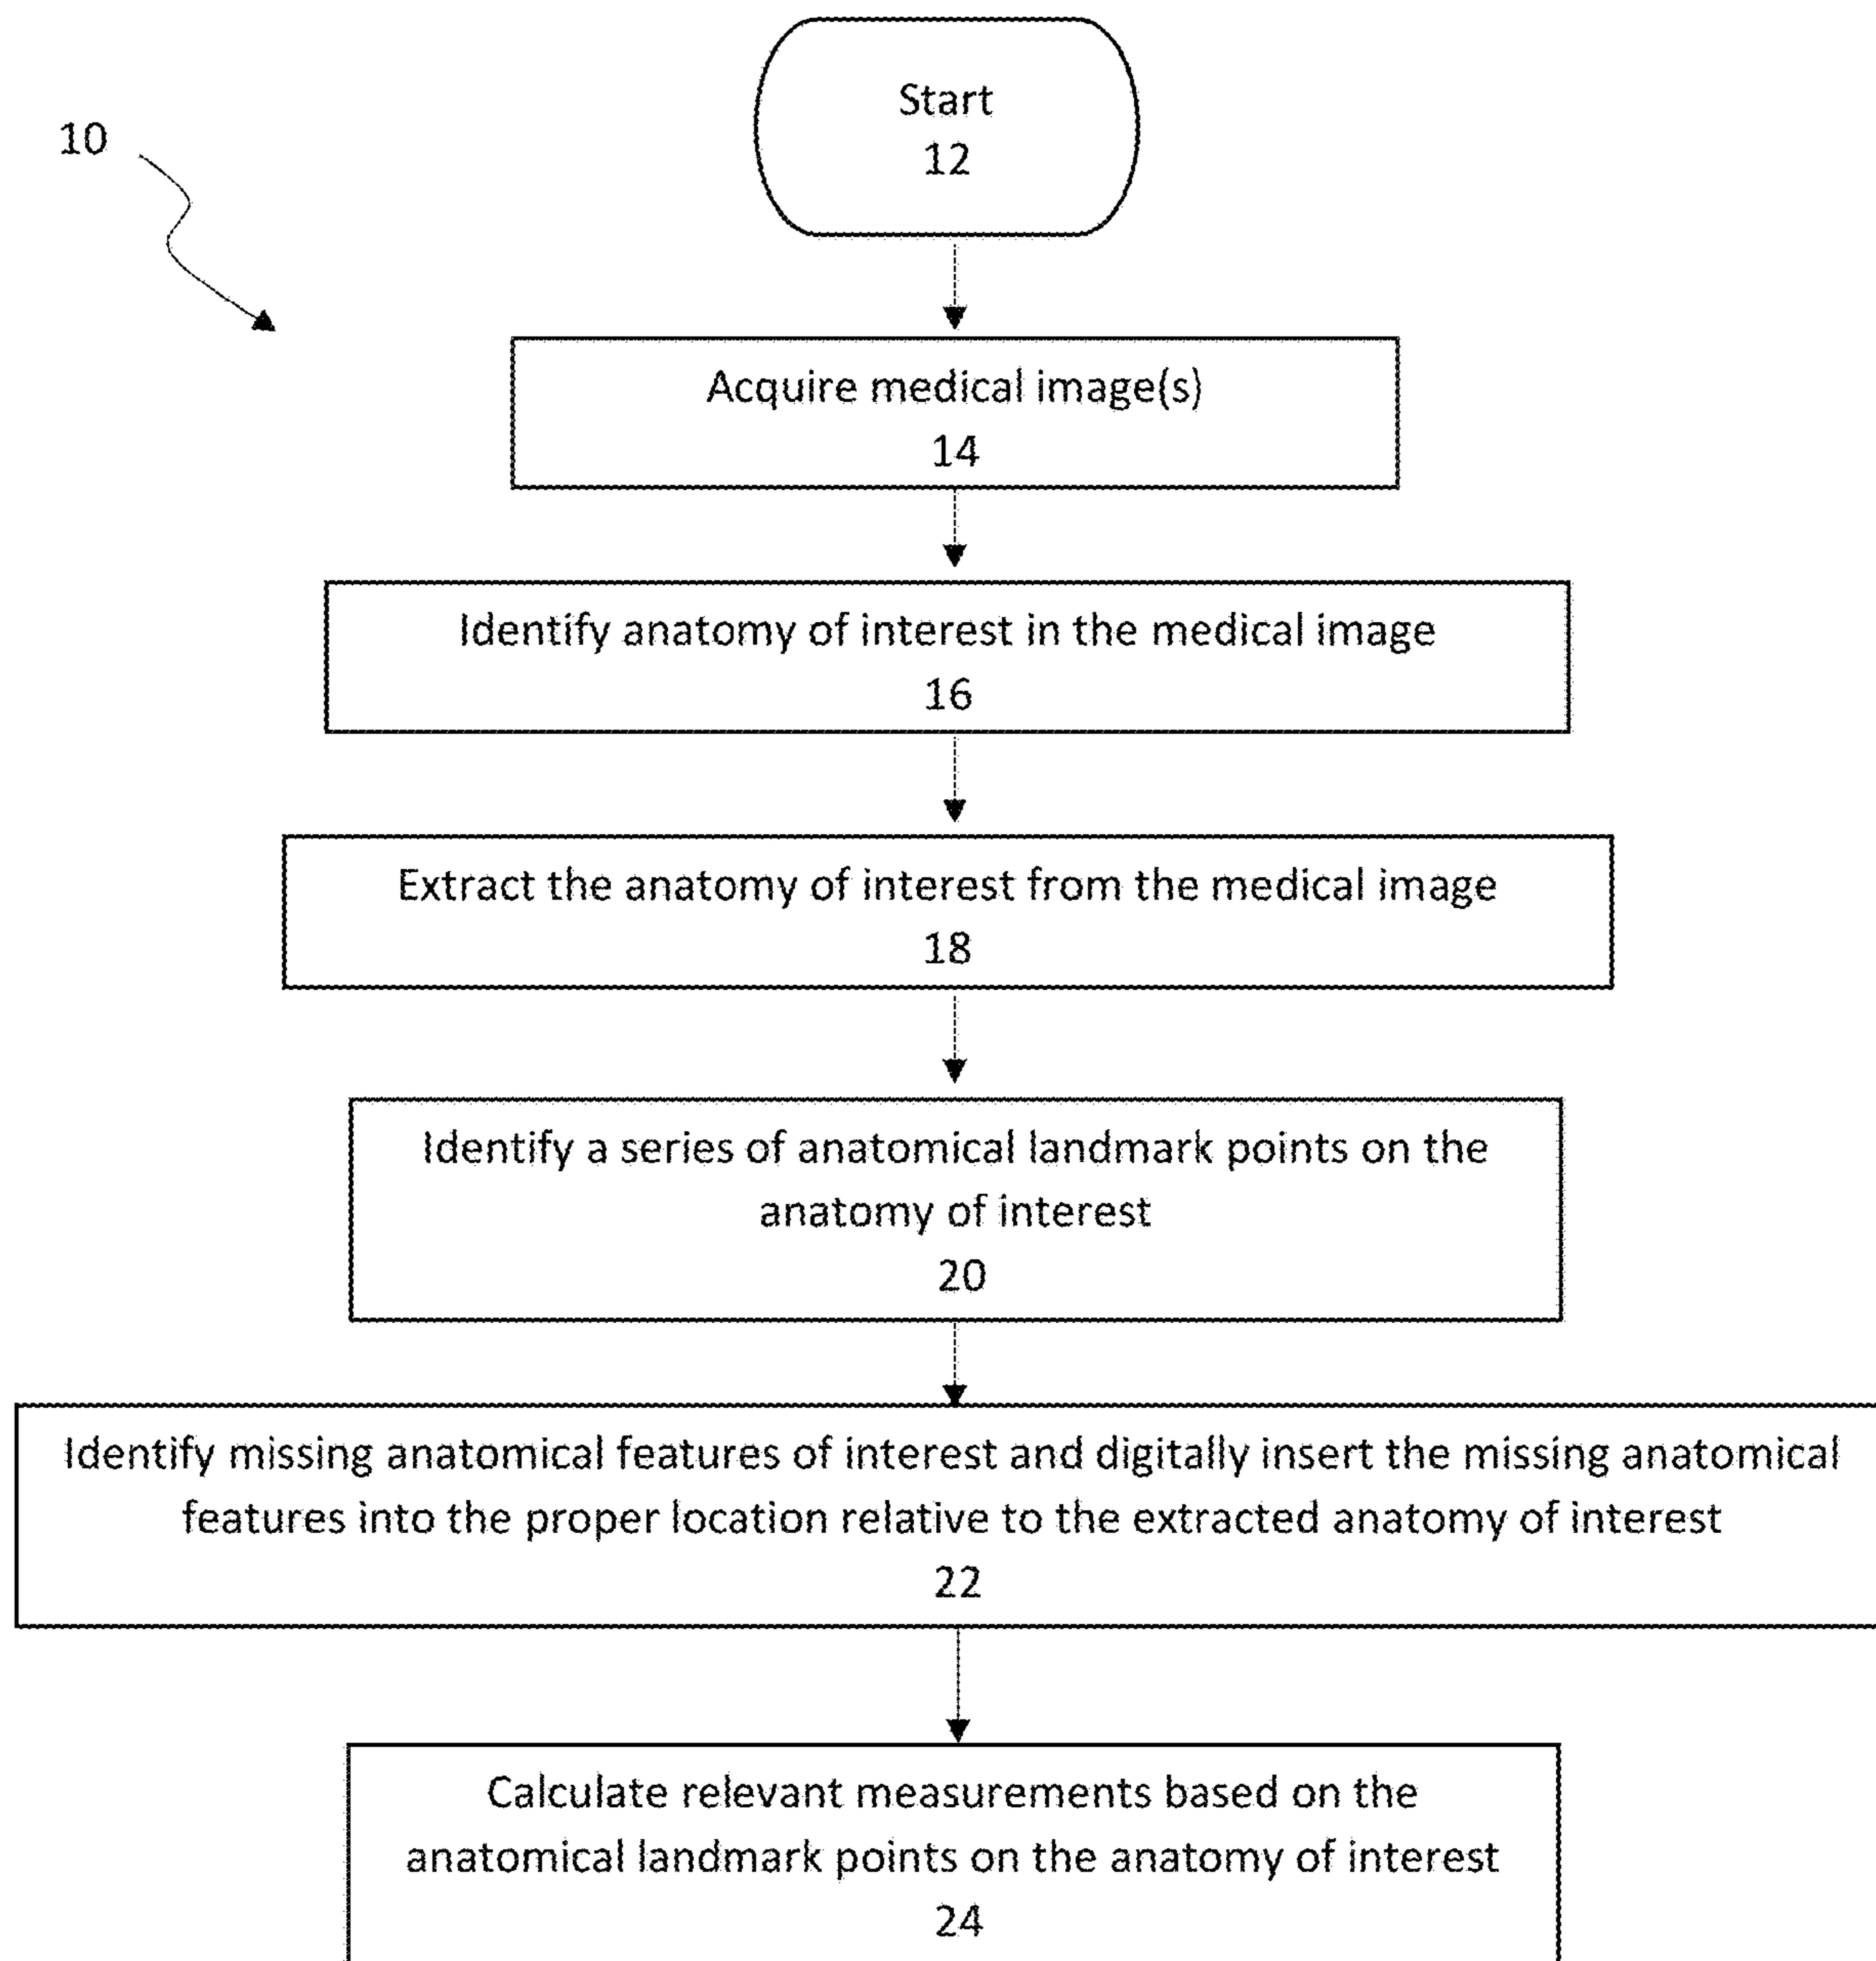 Start
12
10
Acquire medical image(s)
14
Identify anatomy of interest in the medical image
16
Extract the anatomy of interest from the medical image
18
Identify a series of anatomical landmark points on the
anatomy of interest
20
Identify missing anatomical features of interest and digitally insert the missing anatomical
features into the proper location relative to the extracted anatomy of interest
22
Calculate relevant measurements based on the
anatomical landmark points on the anatomy of interest
24